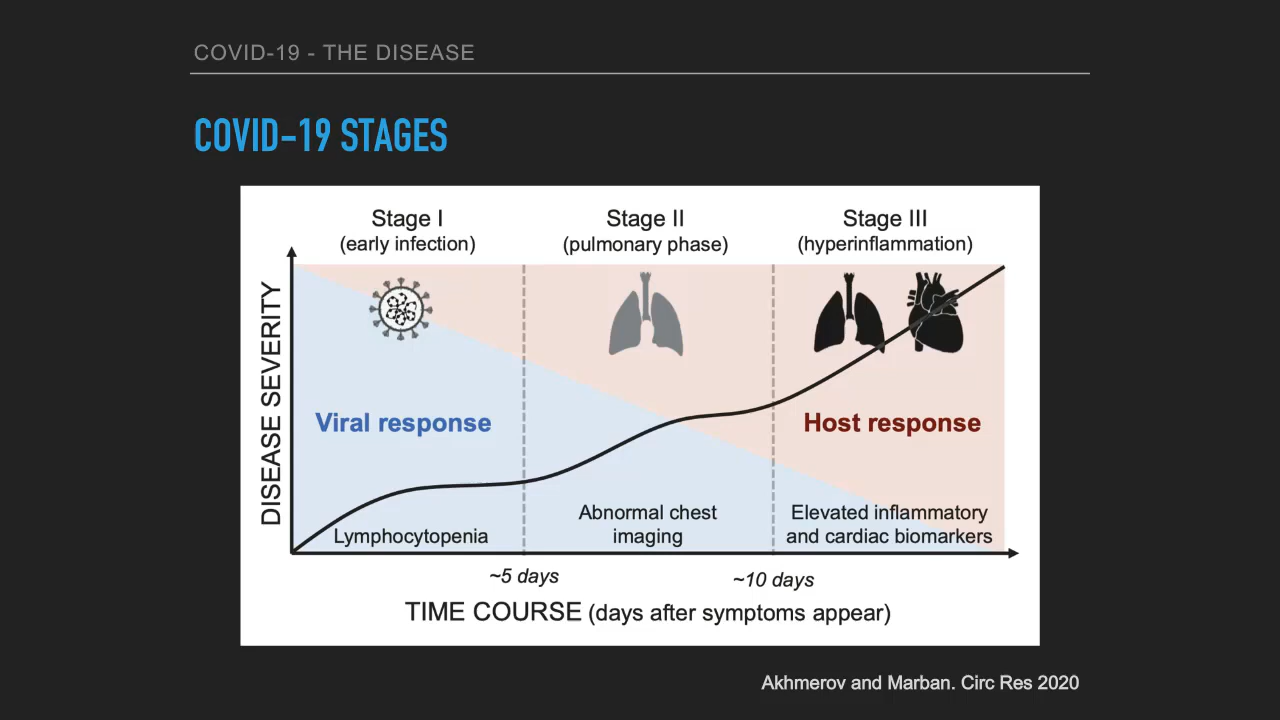 COVID-19 - THE DISEASE
COVID-19 STAGES
Stage I
(early infection)
Stage II
(pulmonary phase)
Stage III
(hyperinflammation)
DISEASE SEVERITY
Viral response
Host response
Lymphocytopenia
Abnormal chest
imaging
Elevated inflammatory
and cardiac biomarkers
~5 days
~10 days
TIME COURSE (days after symptoms appear)
Akhmerov and Marban. Circ Res 2020